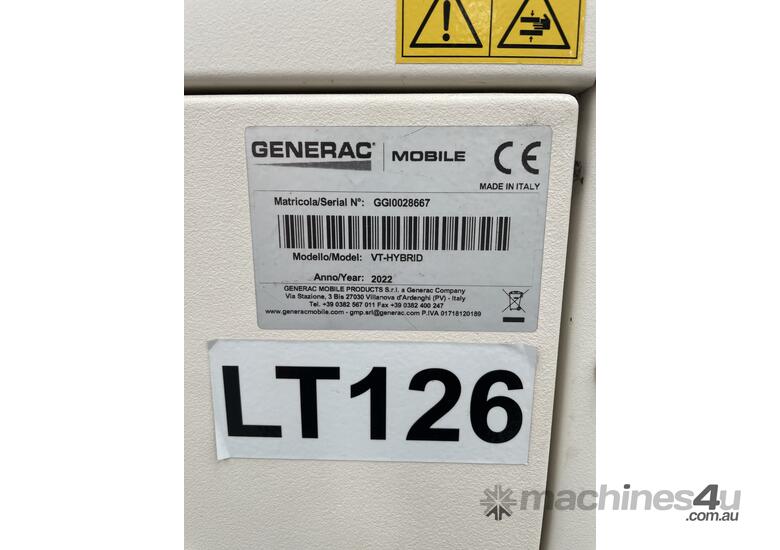 GENERAC® MOBILE CE
MADE IN ITALY
Matricola/Serial N°: GGI0028667
Modello/Model: VT-HYBRID
Anno/Year: 2022
GENERAC MOBILE PRODUCTS S.r.l. a Generac Company
Via Stazione, 3 Bis 27030 Villanova d'Ardenghi (PV) - Italy
Tel. +39 0382 567 011 Fax +39 0382 400 247
www.generacmobile.com - gmp.srl@generac.com P.IVA 01718120189
LT126
machines4u
.com.au